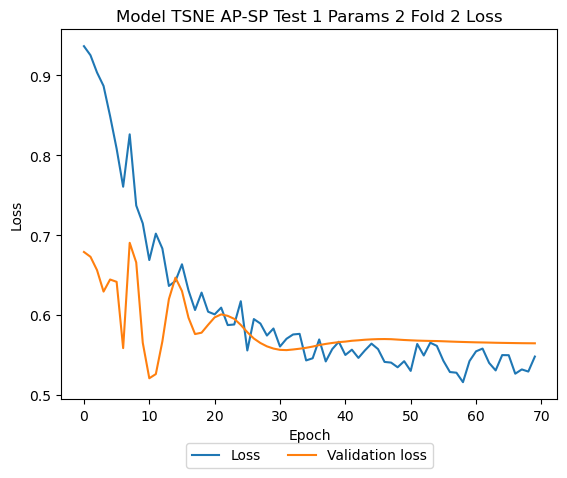 Model TSNE AP-SP Test 1 Params 2 Fold 2 Loss
Loss
0.9
0.8
0.7
0.6
0.5
0 10 20 30 40 50 60 70
Epoch
Loss Validation loss